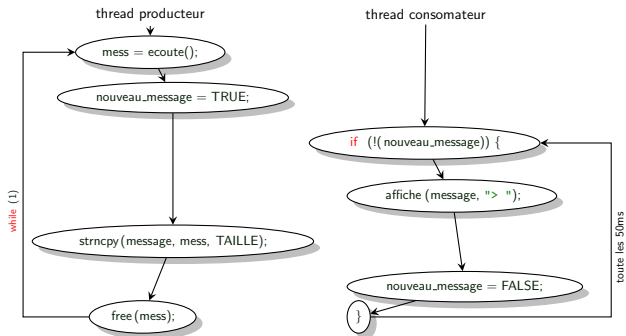 thread producteur
mess = ecoute();
nouveau_message = TRUE;
strncpy(message, mess, TAILLE);
free(mess);
while (1)
thread consomateur
if (!(nouveau_message)) {
affiche(message, "> ");
nouveau_message = FALSE;
}
toute les 50ms